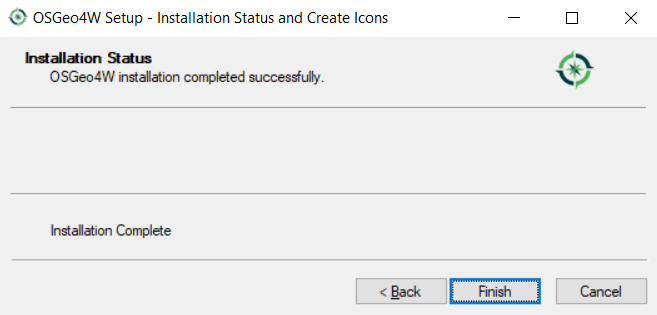 OSGeo4W Setup - Installation Status and Create Icons
Installation Status
OSGeo4W installation completed successfully.
Installation Complete
< Back
Finish
Cancel